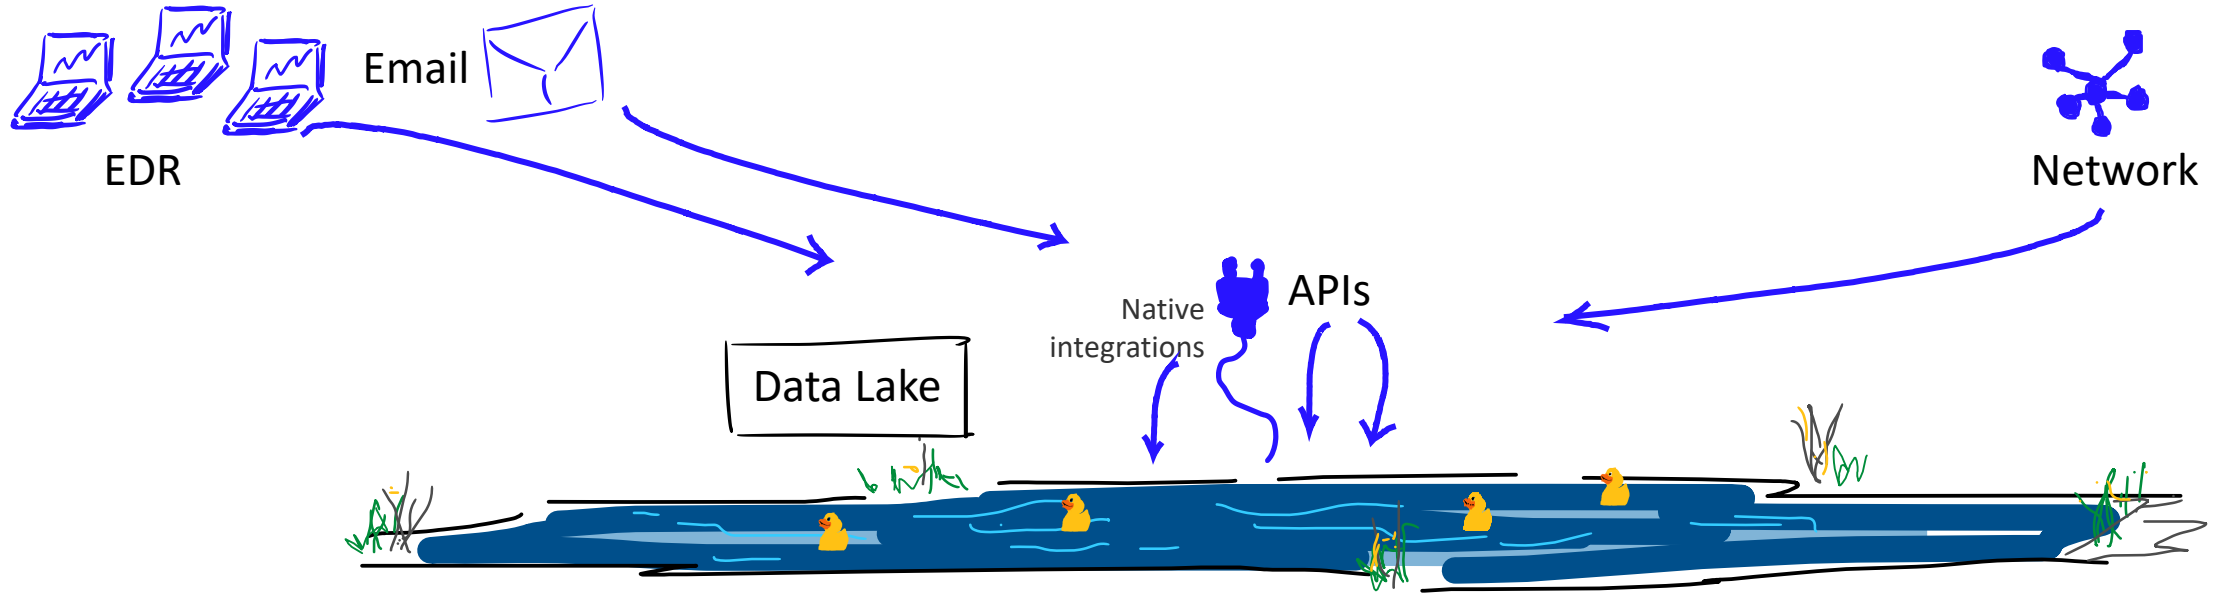 Email
EDR
Network
Native
integrations
APIs
Data Lake